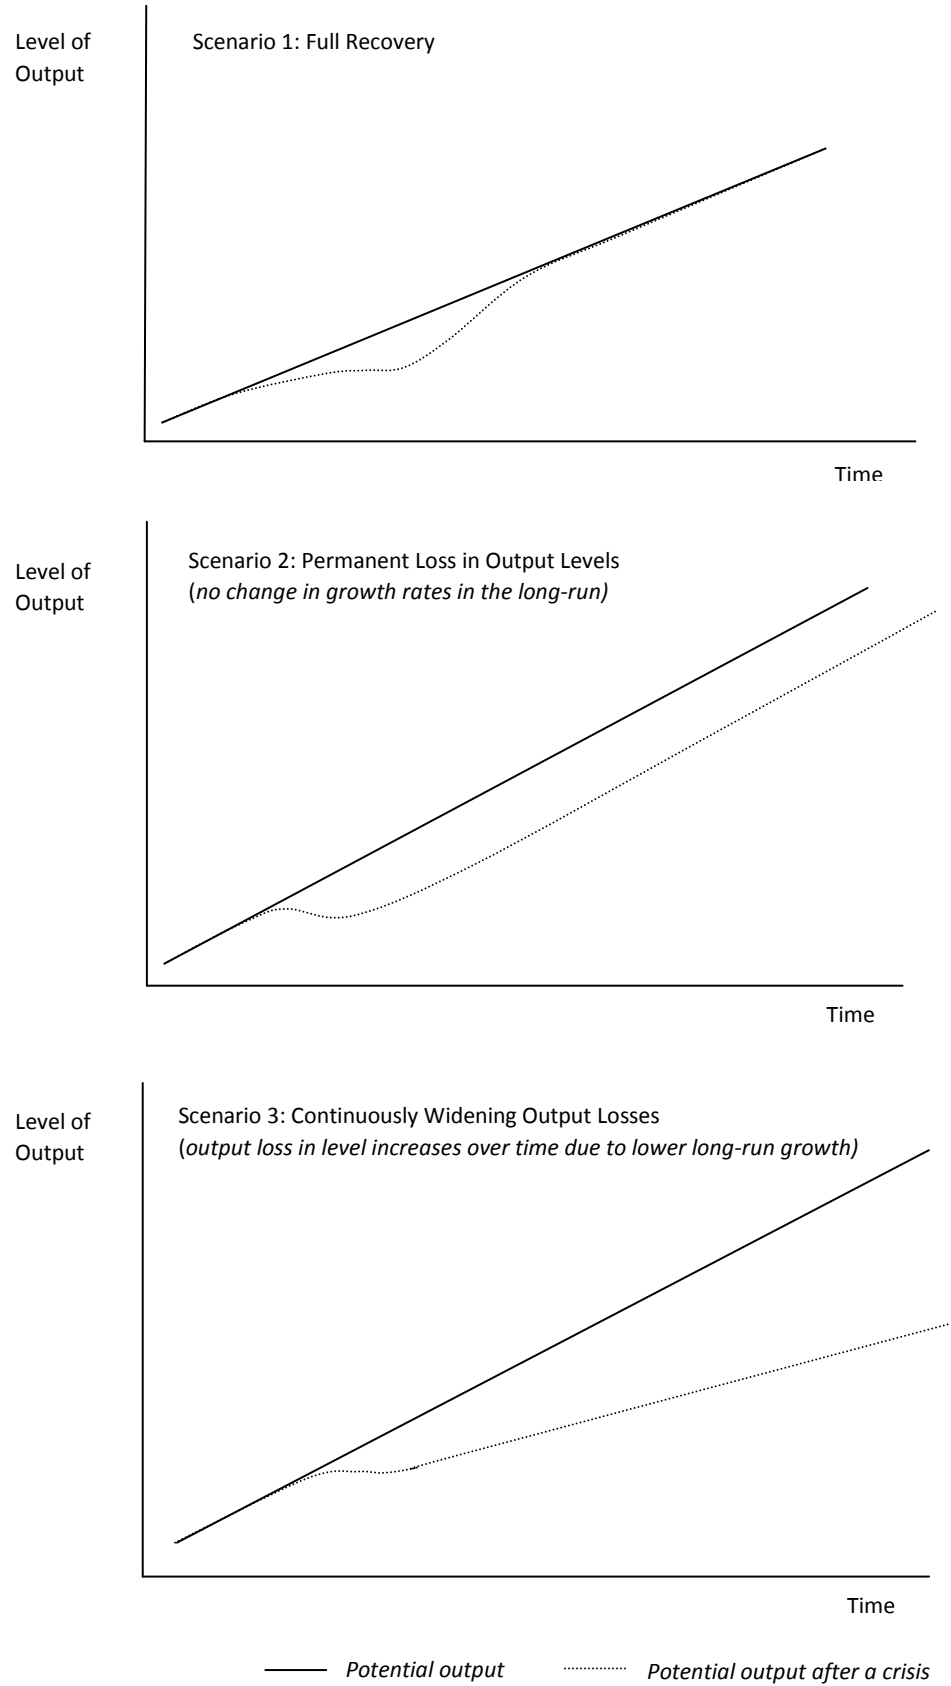 Level of
Output
Scenario 1: Full Recovery
Time
Level of
Output
Scenario 2: Permanent Loss in Output Levels
(no change in growth rates in the long-run)
Time
Level of
Output
Scenario 3: Continuously Widening Output Losses
(output loss in level increases over time due to lower long-run growth)
Time
Potential output
Potential output after a crisis